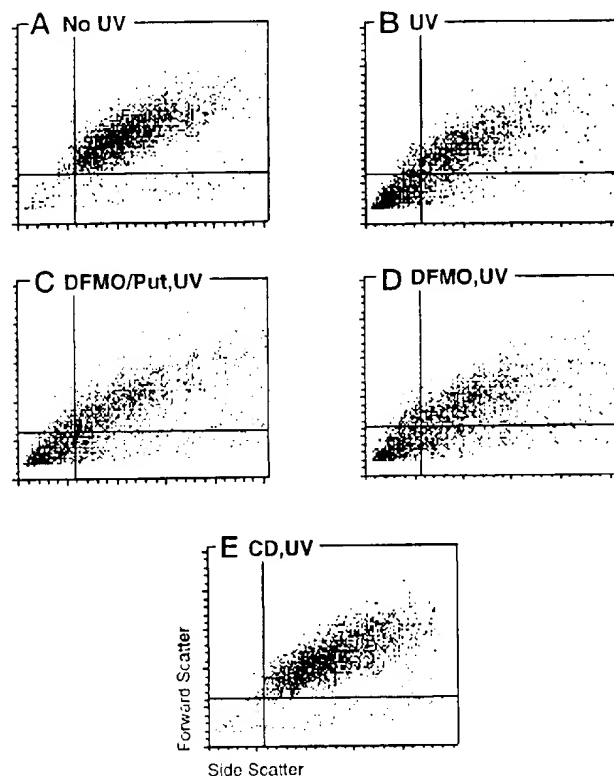 A No UV
B UV
C DFMO/Put,UV
D DFMO,UV
E CD,UV
Forward Scatter
Side Scatter